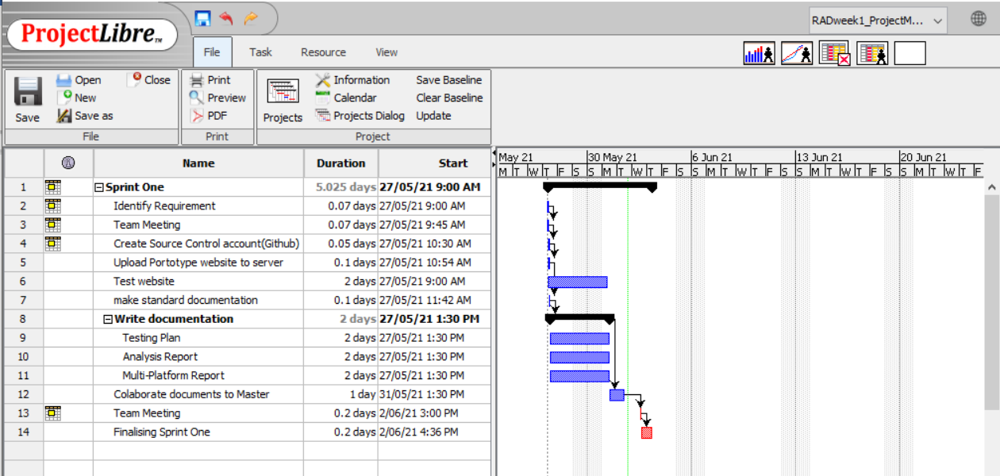 ProjectLibre™
RADweek1_ProjectM...
File Task Resource View
Open Close Print Information Save Baseline
New Preview Calendar Clear Baseline
Save Save as PDF Projects Projects Dialog Update
File Print Project
Name Duration Start
May 21 30 May 21 6 Jun 21 13 Jun 21 20 Jun 21
M T W T F S S M T W T F S S M T W T F S S M T W T F S S M T W T F
1 Sprint One 5.025 days 27/05/21 9:00 AM
2 Identify Requirement 0.07 days 27/05/21 9:00 AM
3 Team Meeting 0.07 days 27/05/21 9:45 AM
4 Create Source Control account(Github) 0.05 days 27/05/21 10:30 AM
5 Upload Portotype website to server 0.1 days 27/05/21 10:54 AM
6 Test website 2 days 27/05/21 9:00 AM
7 make standard documentation 0.1 days 27/05/21 11:42 AM
8 Write documentation 2 days 27/05/21 1:30 PM
9 Testing Plan 2 days 27/05/21 1:30 PM
10 Analysis Report 2 days 27/05/21 1:30 PM
11 Multi-Platform Report 2 days 27/05/21 1:30 PM
12 Colaborate documents to Master 1 day 31/05/21 1:30 PM
13 Team Meeting 0.2 days 2/06/21 3:00 PM
14 Finalising Sprint One 0.2 days 2/06/21 4:36 PM